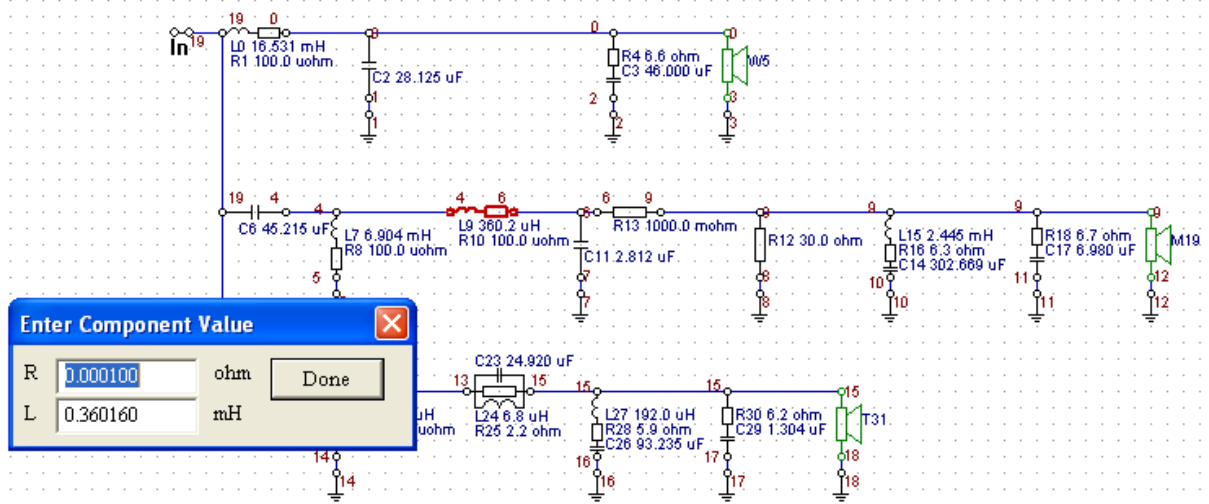 19 0 0 0
In 19
L0 16.531 mH
R1 100.0 uohm
C2 28.125 uF
R4 6.6 ohm
C3 46.000 uF
W5
1 2 3
1 2 3
19 4 4 4 6 6 6 9 9 9 9 9
C6 45.215 uF
L7 6.904 mH
R8 100.0 uohm
L9 360.2 uH
R10 100.0 uohm
C11 2.812 uF
R13 1000.0 mohm
R12 30.0 ohm
L15 2.445 mH
R16 6.3 ohm
C14 302.669 uF
R18 6.7 ohm
C17 6.980 uF
M19
5 7 8 10 11 12
7 8 10 11 12
Enter Component Value
R 0.000100 ohm Done
L 0.360160 mH
C23 24.920 uF
13 15 15 15 15
uH
uohm
L24 6.8 uH
R25 2.2 ohm
L27 192.0 uH
R28 5.9 ohm
C26 93.235 uF
R30 6.2 ohm
C29 1.304 uF
T31
14 16 17 18
14 16 17 18